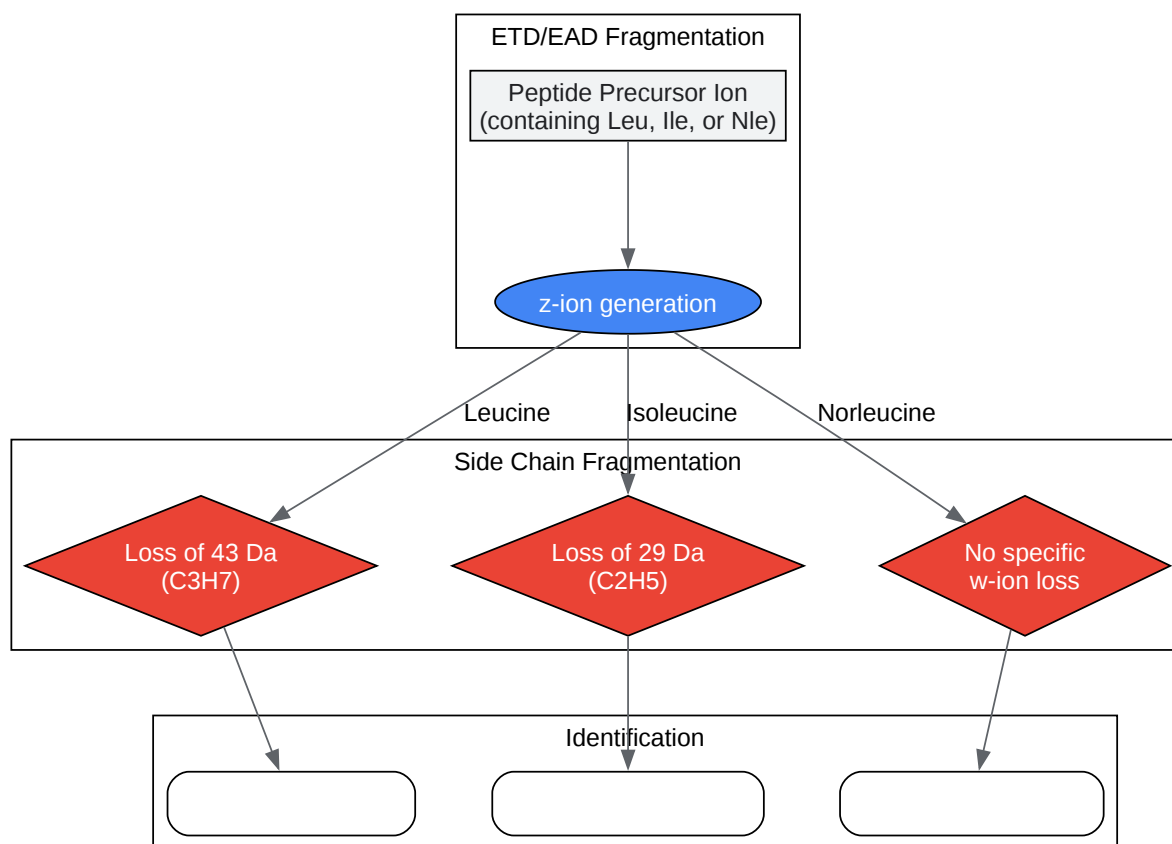 ETD/EAD Fragmentation
Peptide Precursor Ion
(containing Leu, Ile, or Nle)
z-ion generation
Leucine
Isoleucine
Norleucine
Side Chain Fragmentation
Loss of 43 Da
(C3H7)
Loss of 29 Da
(C2H5)
No specific
w-ion loss
Identification